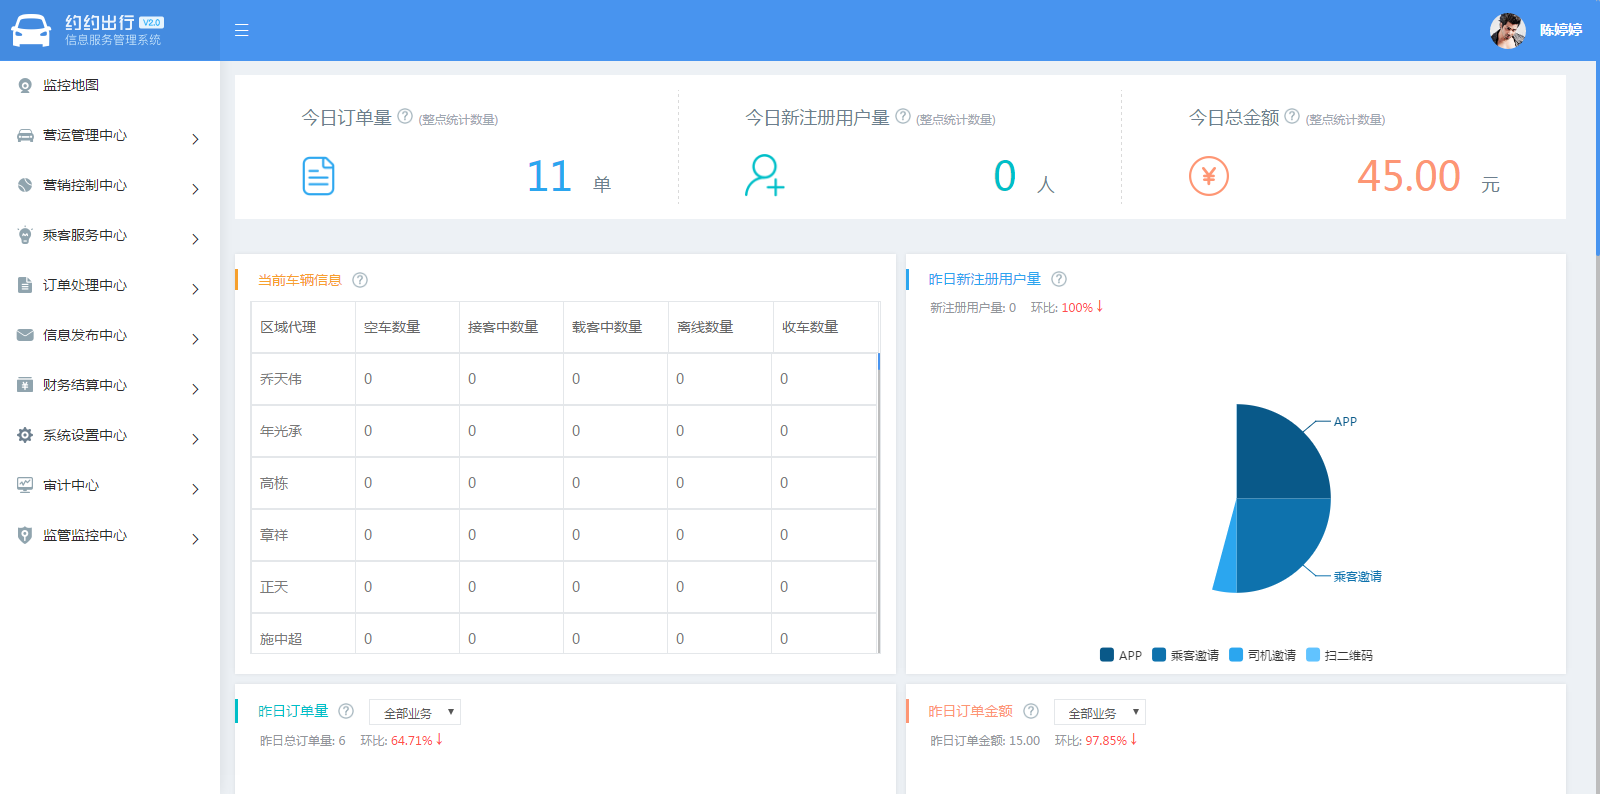 约约出行 V2.0
信息服务管理系统
陈婷婷
监控地图
营运管理中心
营销控制中心
乘客服务中心
订单处理中心
信息发布中心
财务结算中心
系统设置中心
审计中心
监管监控中心
今日订单量 ? (整点统计数量)
11 单
今日新注册用户量 ? (整点统计数量)
0 人
今日总金额 ? (整点统计数量)
¥ 45.00 元
当前车辆信息 ?
区域代理 空车数量 接客中数量 载客中数量 离线数量 收车数量
乔天伟 0 0 0 0 0
年光承 0 0 0 0 0
高栋 0 0 0 0 0
章祥 0 0 0 0 0
正天 0 0 0 0 0
施中超 0 0 0 0 0
昨日新注册用户量 ?
新注册用户量: 0 环比: 100%↓
APP
乘客邀请
APP 乘客邀请 司机邀请 扫二维码
昨日订单量 ? 全部业务 ▼
昨日总订单量: 6 环比: 64.71%↓
昨日订单金额 ? 全部业务 ▼
昨日订单金额: 15.00 环比: 97.85%↓